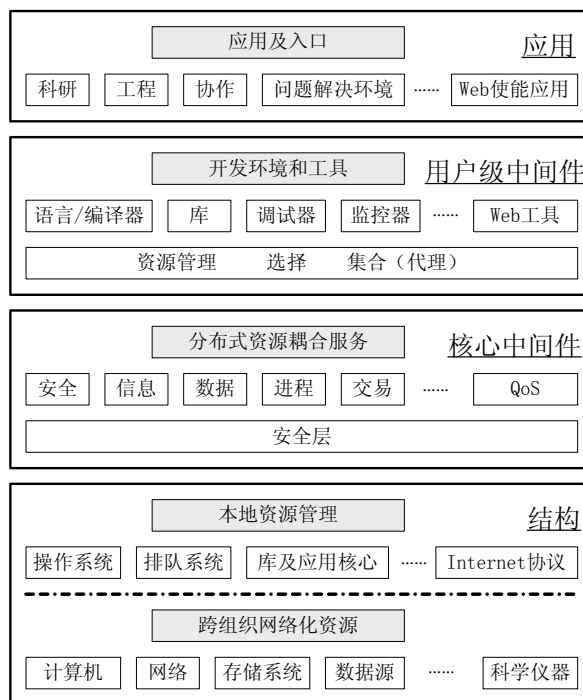 应用及入口
应用
科研 工程 协作 问题解决环境 …… Web使能应用
开发环境和工具
用户级中间件
语言/编译器 库 调试器 监控器 …… Web工具
资源管理 选择 集合（代理）
分布式资源耦合服务
核心中间件
安全 信息 数据 进程 交易 …… QoS
安全层
本地资源管理
结构
操作系统 排队系统 库及应用核心 …… Internet协议
跨组织网络化资源
计算机 网络 存储系统 数据源 …… 科学仪器